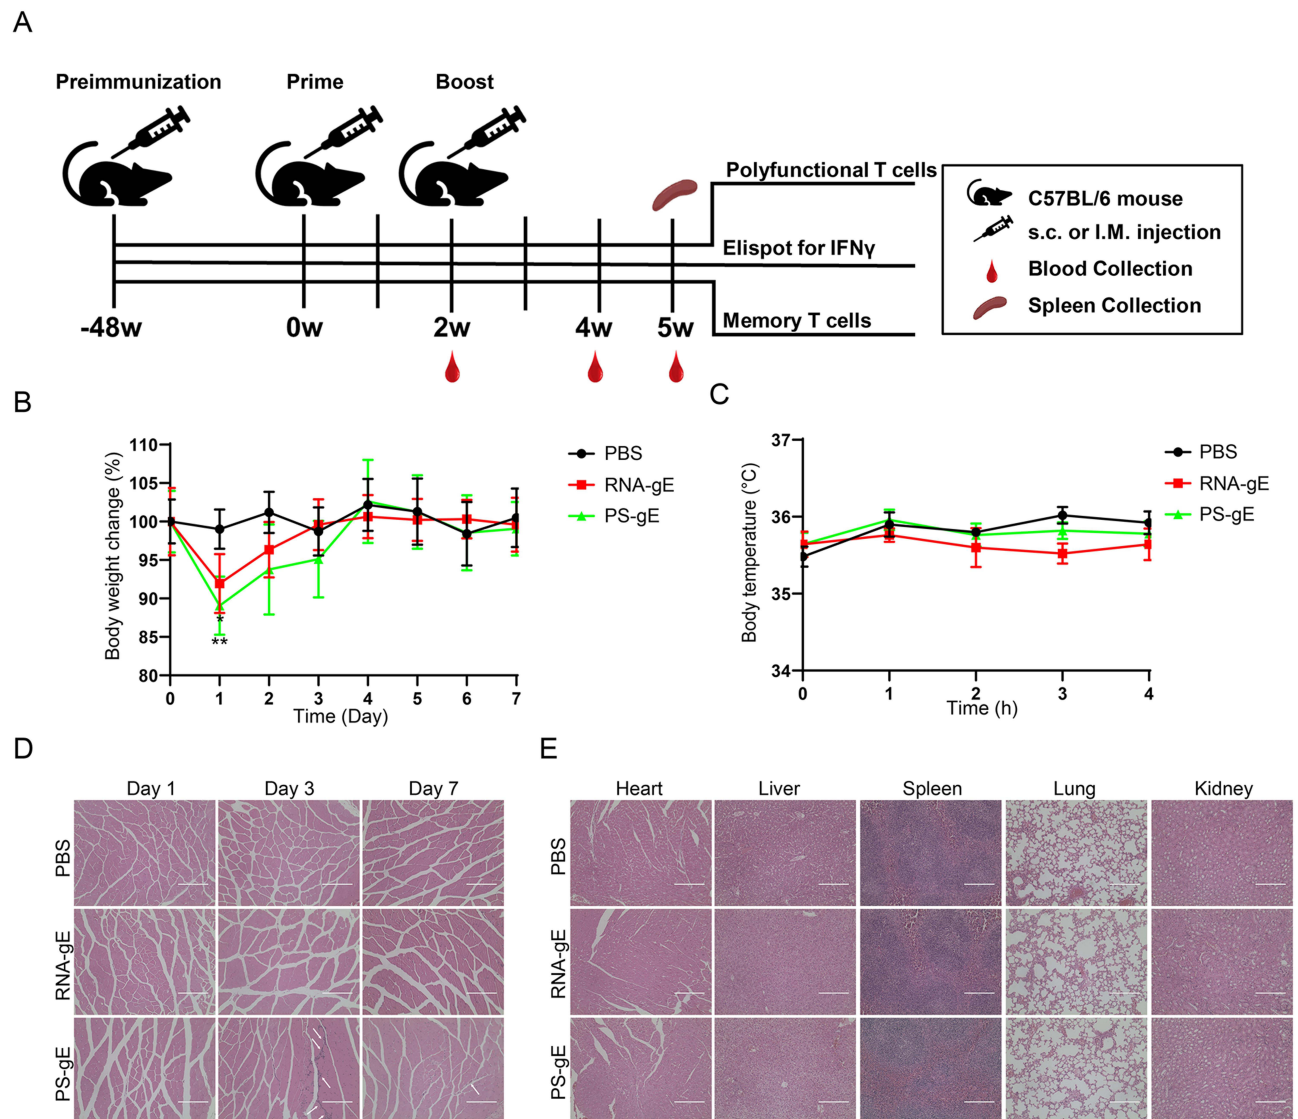 A
Preimmunization Prime Boost
Polyfunctional T cells
Elispot for IFNγ
Memory T cells
-48w 0w 2w 4w 5w
C57BL/6 mouse
s.c. or I.M. injection
Blood Collection
Spleen Collection
B
Body weight change (%)
110
105
100
95
90
85
80
*
**
0 1 2 3 4 5 6 7
Time (Day)
PBS
RNA-gE
PS-gE
C
Body temperature (°C)
37
36
35
34
0 1 2 3 4
Time (h)
PBS
RNA-gE
PS-gE
D
Day 1 Day 3 Day 7
PBS
RNA-gE
PS-gE
E
Heart Liver Spleen Lung Kidney
PBS
RNA-gE
PS-gE